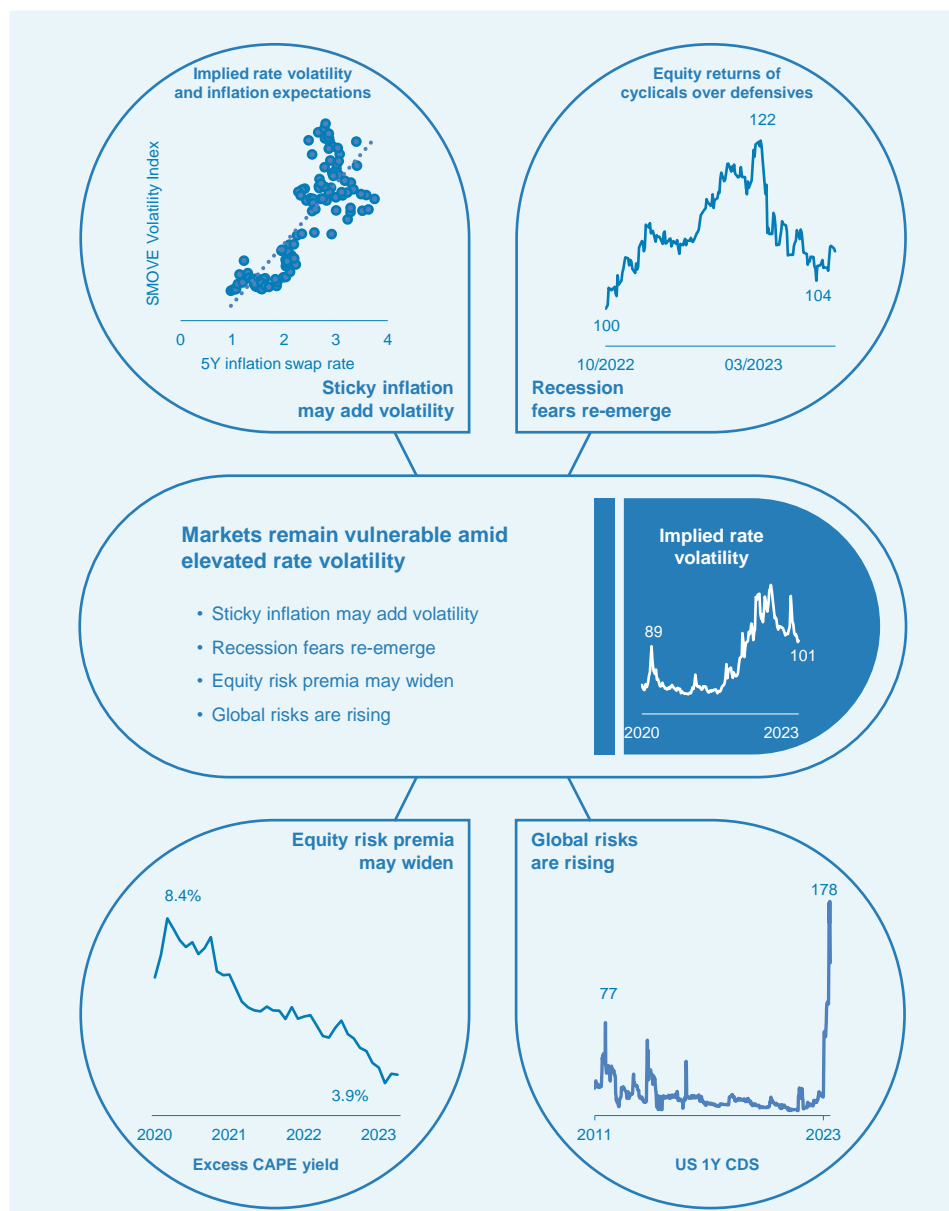 Implied rate volatility
and inflation expectations
SMOVE Volatility Index
0 1 2 3 4
5Y inflation swap rate
Sticky inflation
may add volatility
Equity returns of
cyclicals over defensives
122
104
100
10/2022 03/2023
Recession
fears re-emerge
Markets remain vulnerable amid
elevated rate volatility
• Sticky inflation may add volatility
• Recession fears re-emerge
• Equity risk premia may widen
• Global risks are rising
Implied rate
volatility
89
101
2020 2023
Equity risk premia
may widen
8.4%
3.9%
2020 2021 2022 2023
Excess CAPE yield
Global risks
are rising
178
77
2011 2023
US 1Y CDS